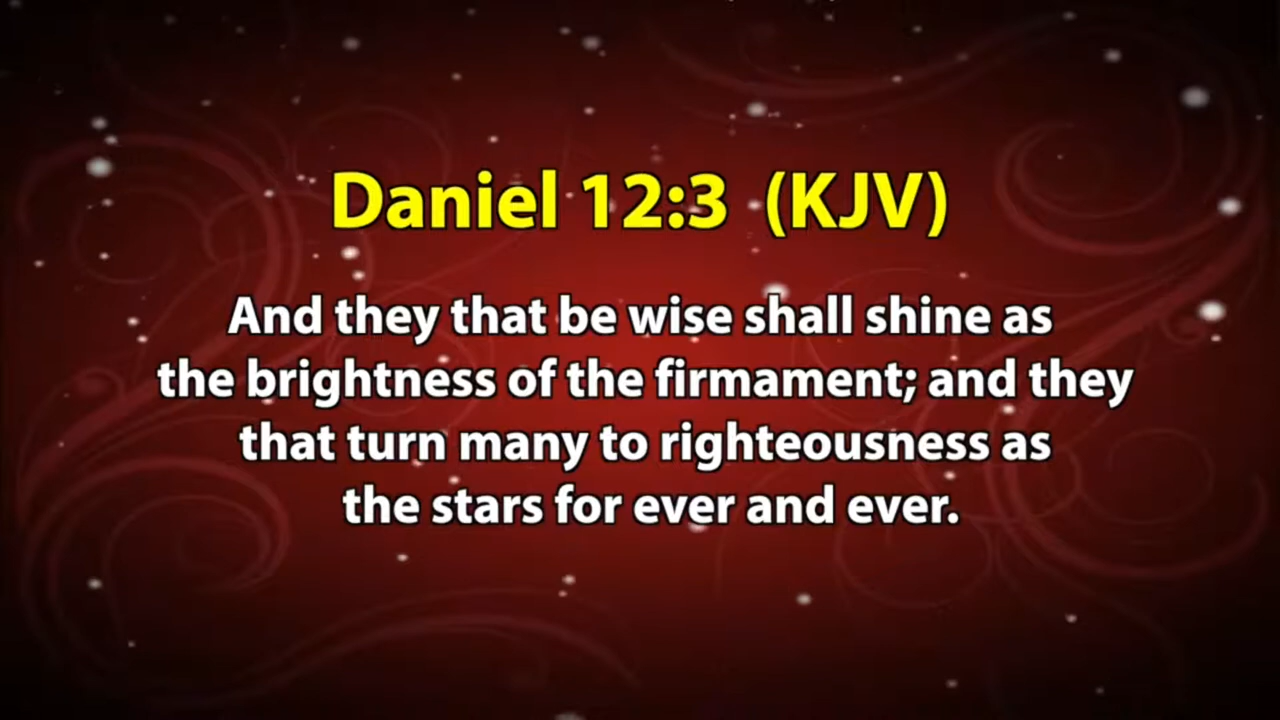 Daniel 12:3 (KJV)
And they that be wise shall shine as
the brightness of the firmament; and they
that turn many to righteousness as
the stars for ever and ever.